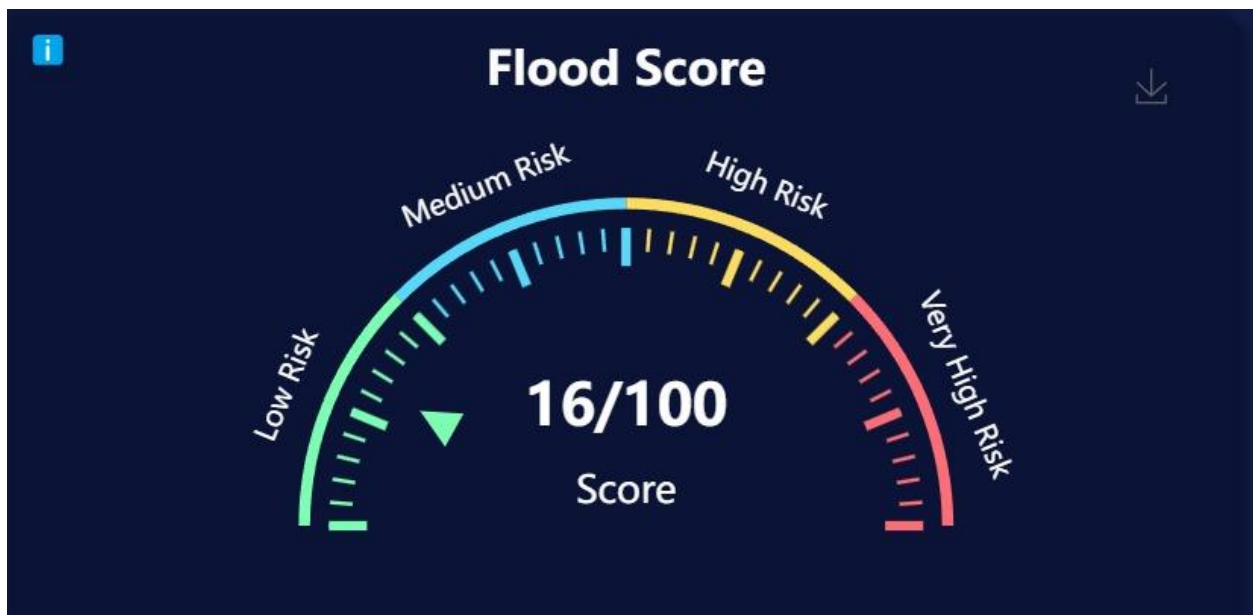 i
Flood Score
Medium Risk
High Risk
Low Risk
Very High Risk
16/100
Score